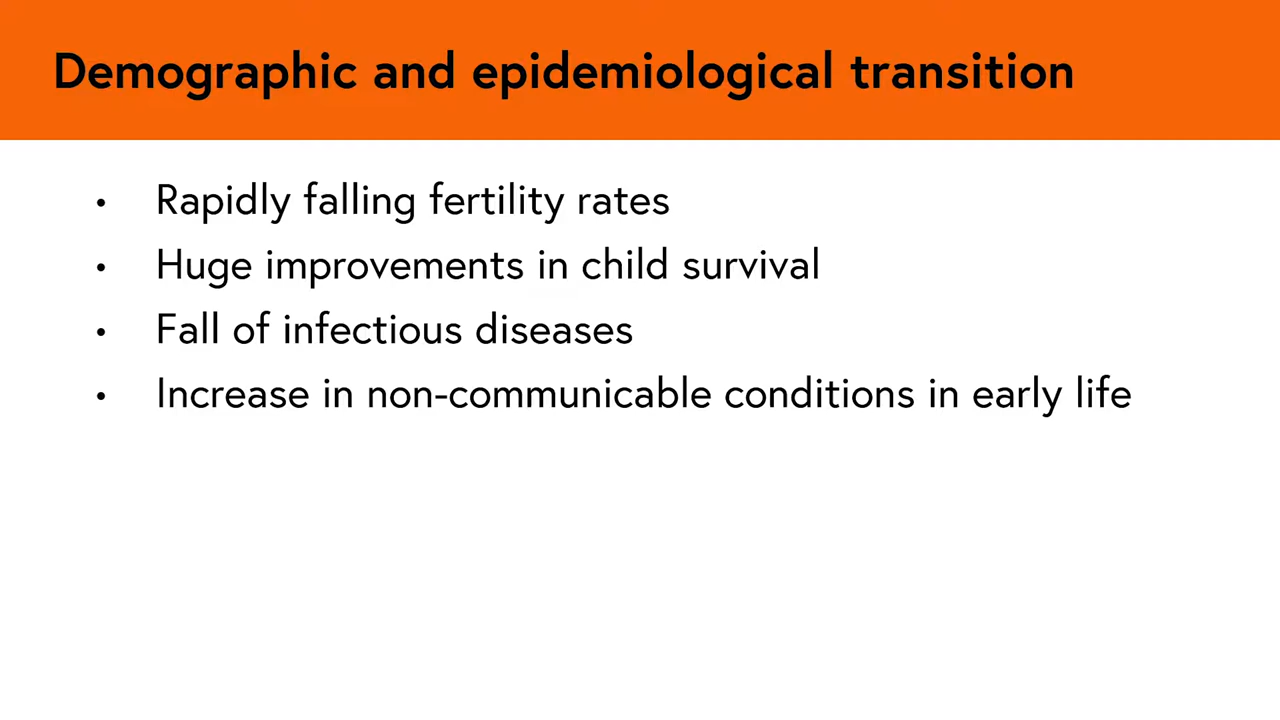 Demographic and epidemiological transition
• Rapidly falling fertility rates
• Huge improvements in child survival
• Fall of infectious diseases
• Increase in non-communicable conditions in early life